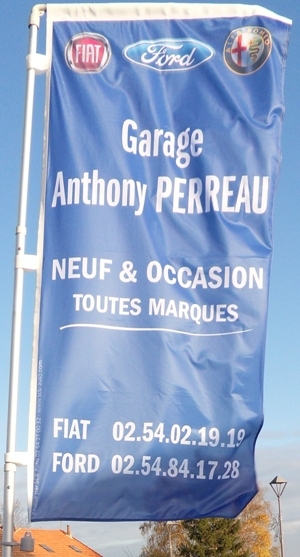 FIAT Ford
Garage
Anthony PERREAU
NEUF & OCCASION
TOUTES MARQUES
FIAT 02.54.02.19.19
FORD 02.54.84.17.28